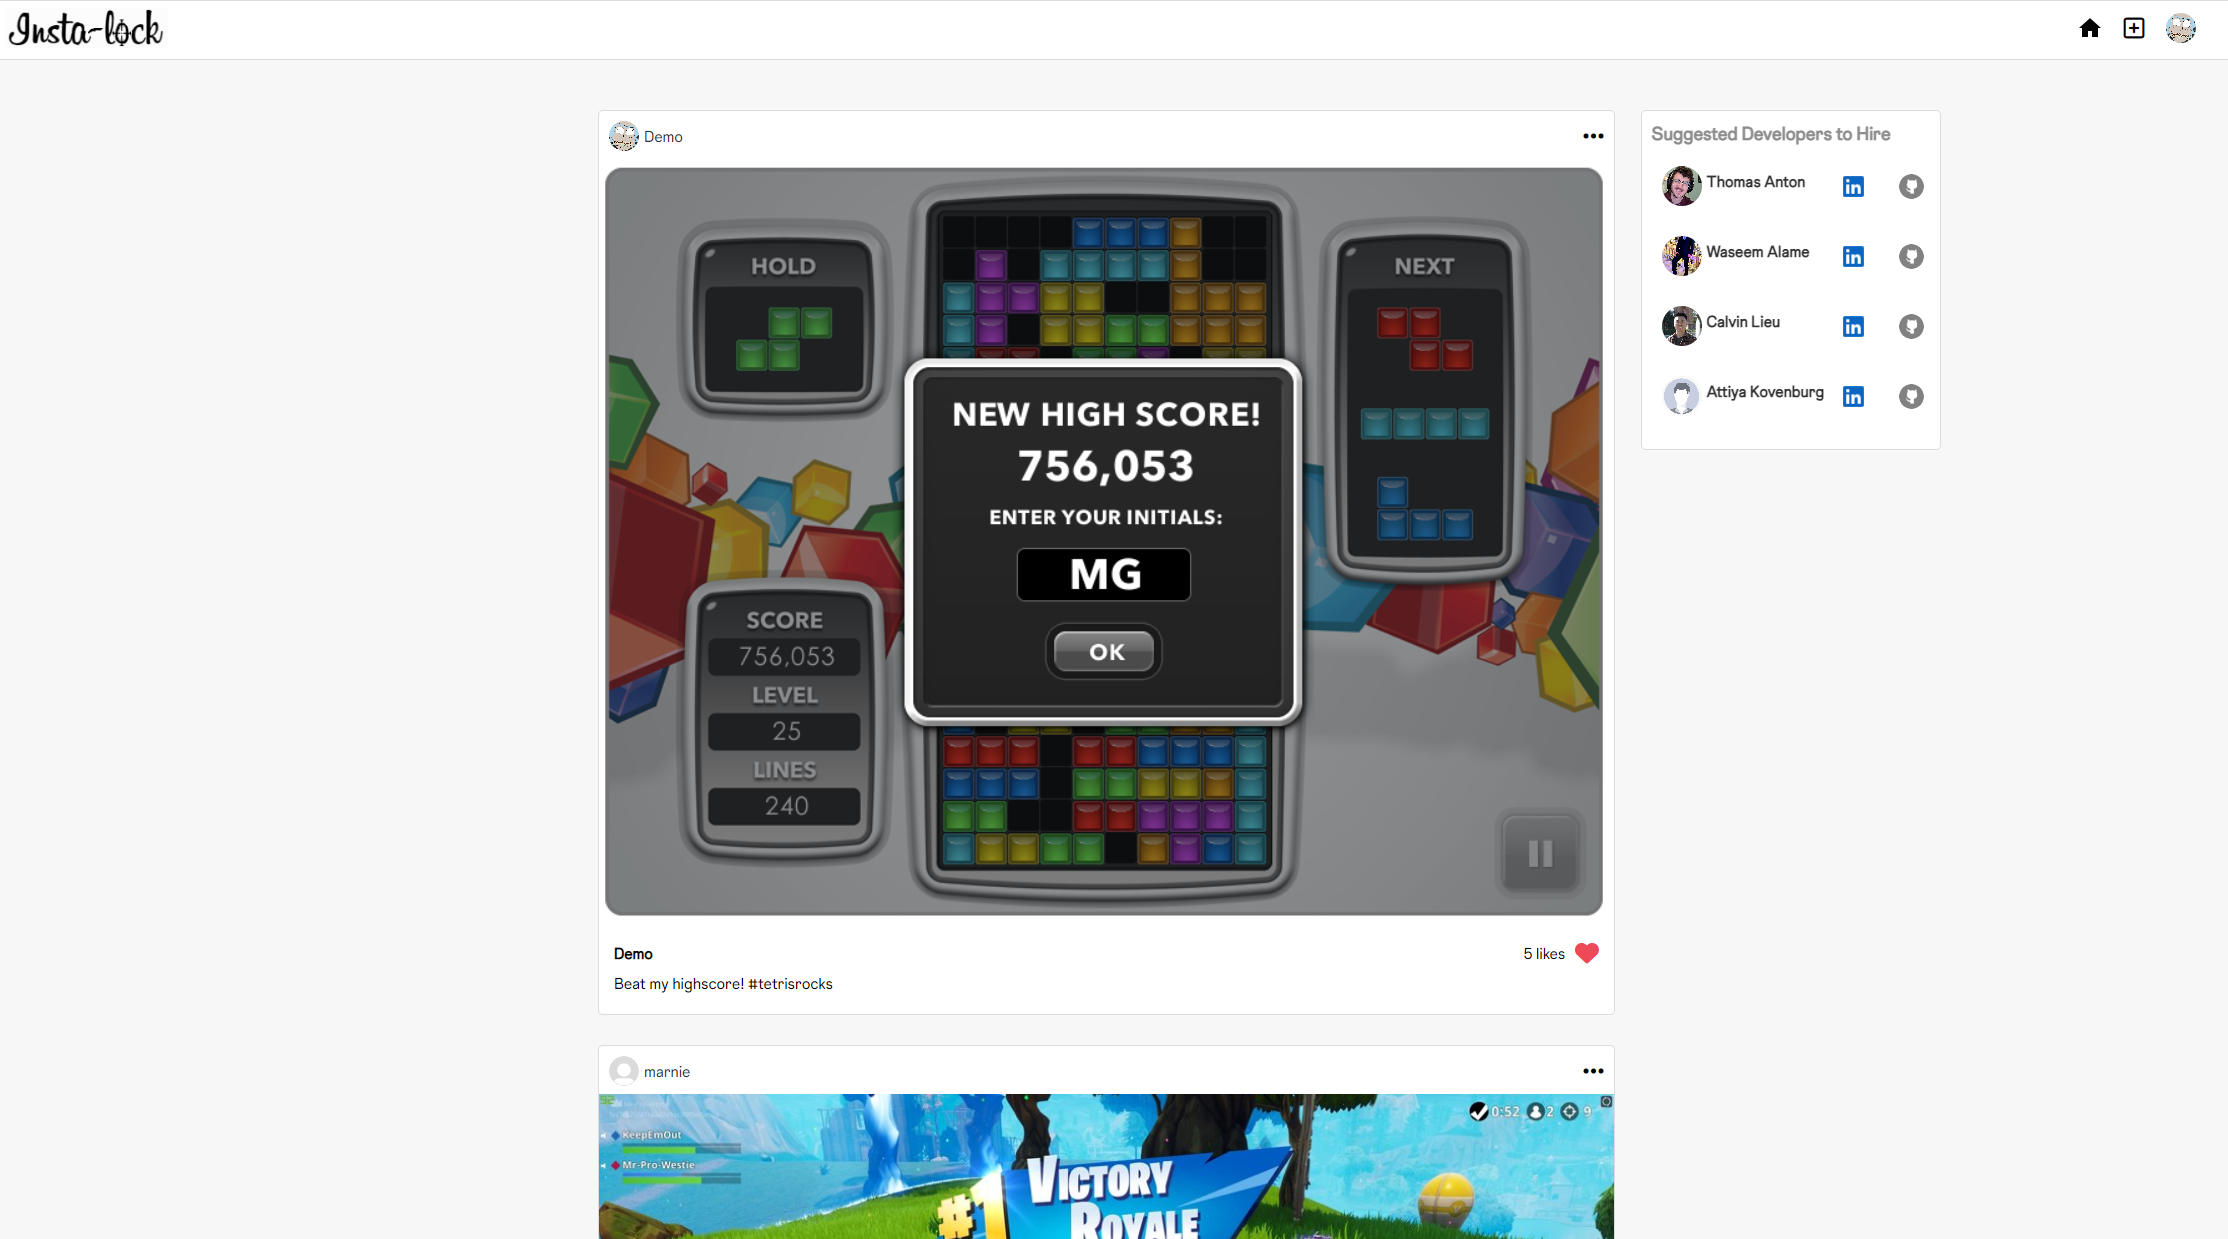 Insta-lock
Demo
HOLD
NEXT
NEW HIGH SCORE!
756,053
ENTER YOUR INITIALS:
MG
OK
SCORE
756,053
LEVEL
25
LINES
240
Demo
5 likes
Beat my highscore! #tetrisrocks
Suggested Developers to Hire
Thomas Anton
Waseem Alame
Calvin Lieu
Attiya Kovenburg
marnie
92
0:52 2 9
KeepEmOut
Mr-Pro-Westie
#1 VICTORY
ROYALE